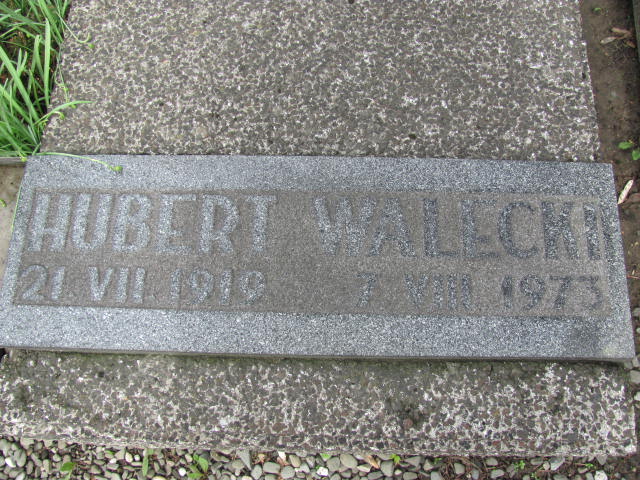 HUBERT WALECKI
21. VII. 1919 7. VIII. 1973